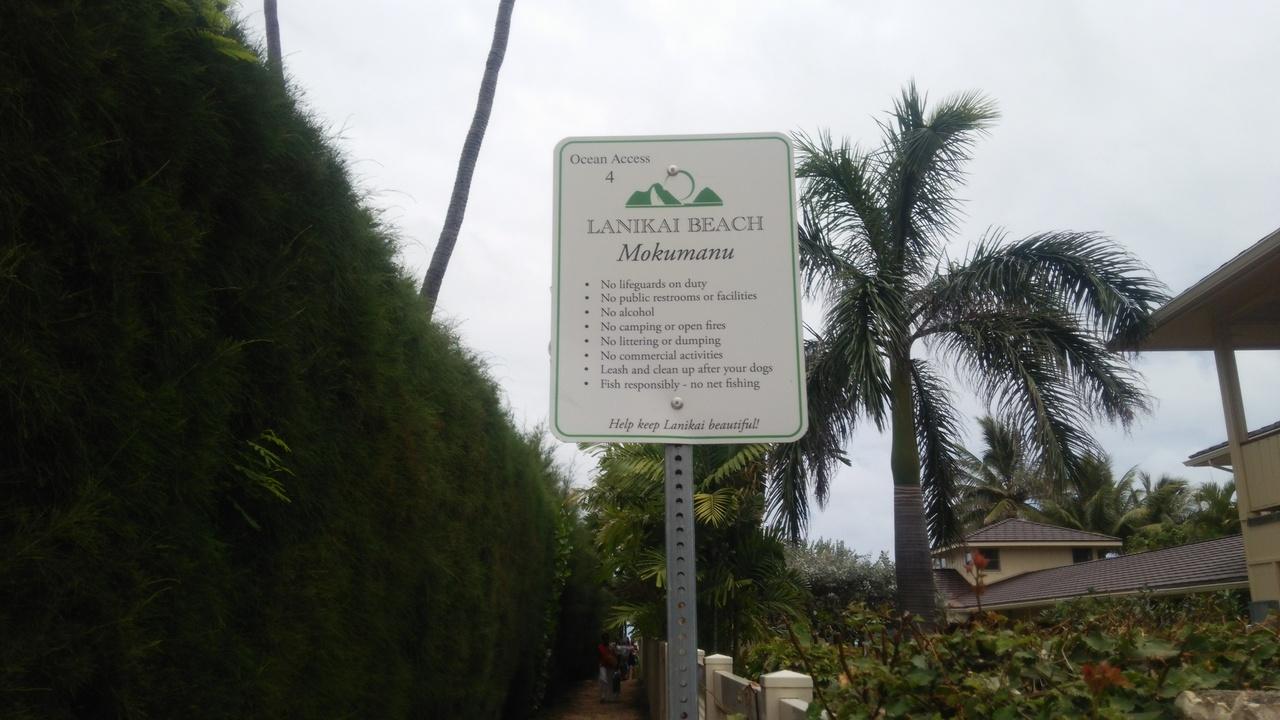 Ocean Access
4
LANIKAI BEACH
Mokumanu
• No lifeguards on duty
• No public restrooms or facilities
• No alcohol
• No camping or open fires
• No littering or dumping
• No commercial activities
• Leash and clean up after your dogs
• Fish responsibly - no net fishing
Help keep Lanikai beautiful!